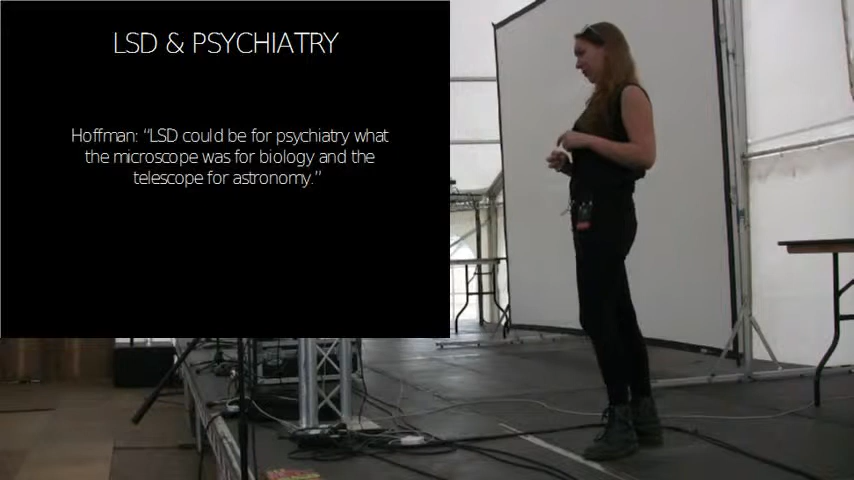 LSD & PSYCHIATRY
Hoffman: “LSD could be for psychiatry what
the microscope was for biology and the
telescope for astronomy.”